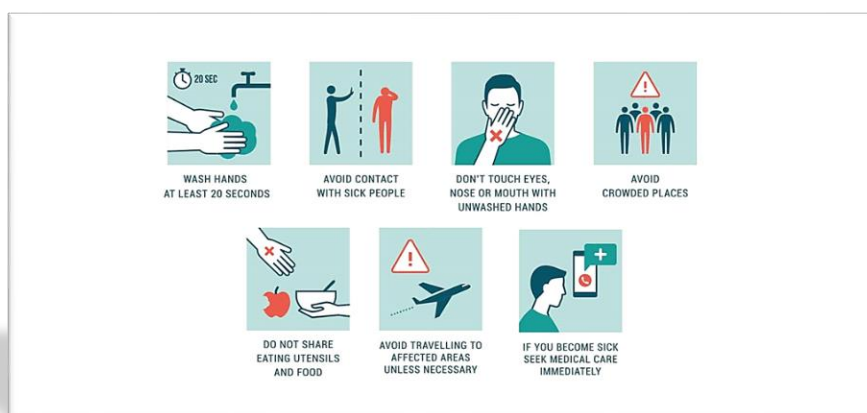 20 SEC
WASH HANDS
AT LEAST 20 SECONDS
AVOID CONTACT
WITH SICK PEOPLE
DON'T TOUCH EYES,
NOSE OR MOUTH WITH
UNWASHED HANDS
AVOID
CROWDED PLACES
DO NOT SHARE
EATING UTENSILS
AND FOOD
AVOID TRAVELLING TO
AFFECTED AREAS
UNLESS NECESSARY
IF YOU BECOME SICK
SEEK MEDICAL CARE
IMMEDIATELY